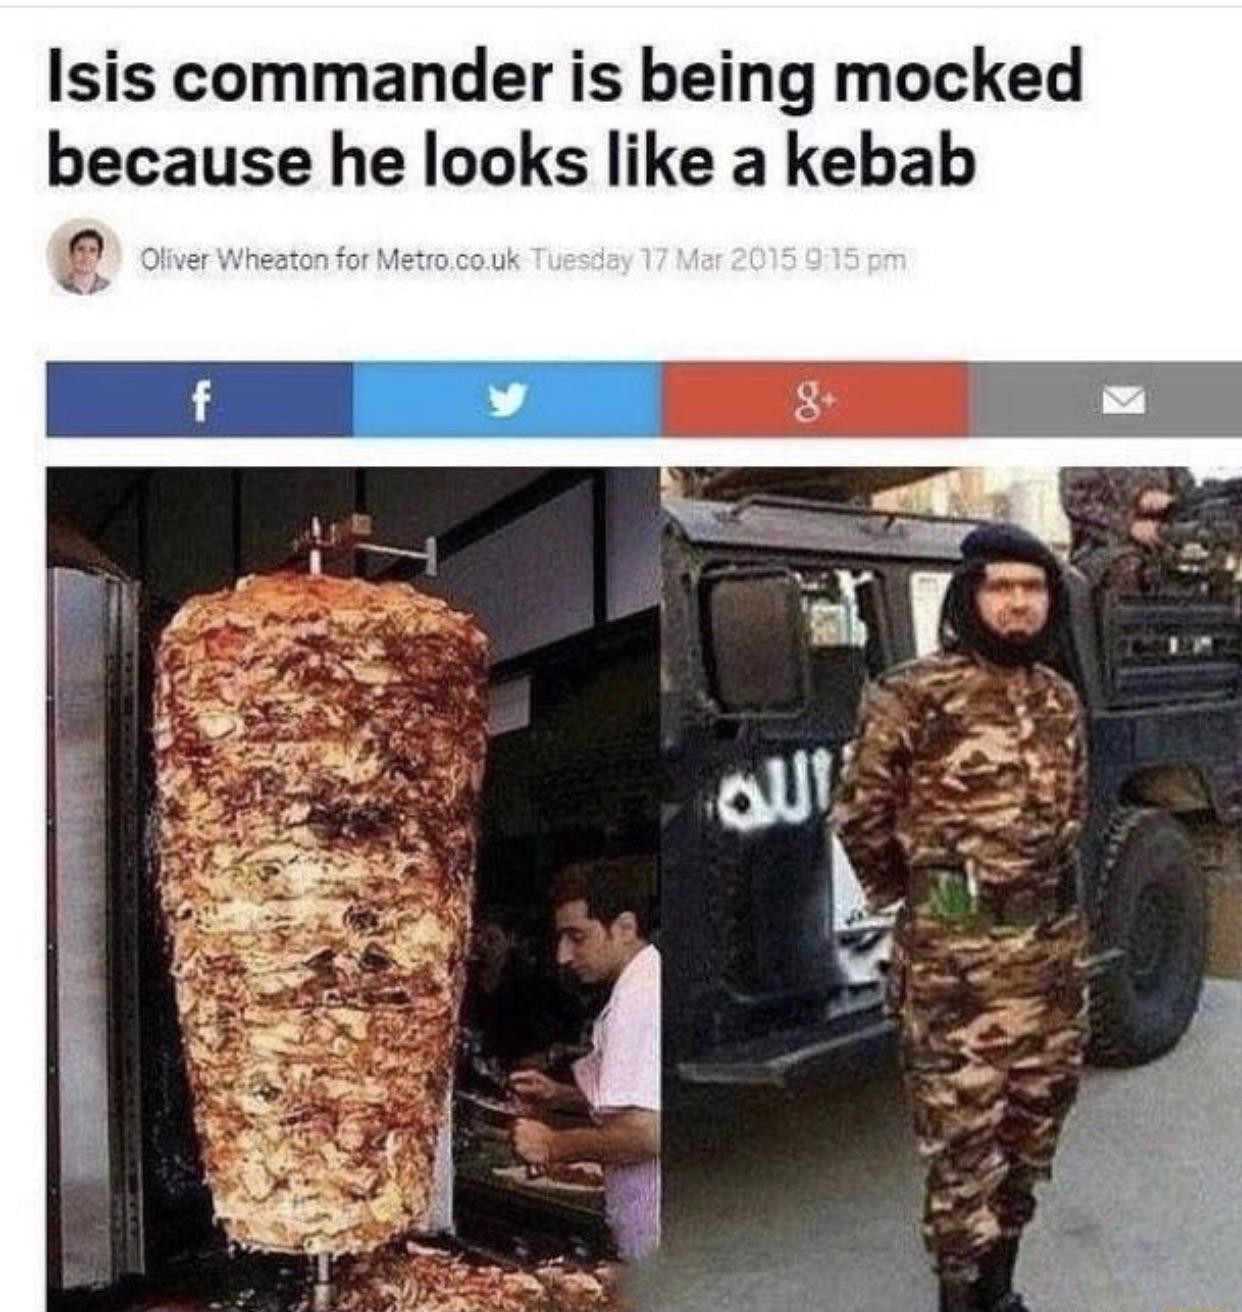 Isis commander is being mocked
because he looks like a kebab
Oliver Wheaton for Metro.co.uk Tuesday 17 Mar 2015 9:15 pm
f
g+
الله